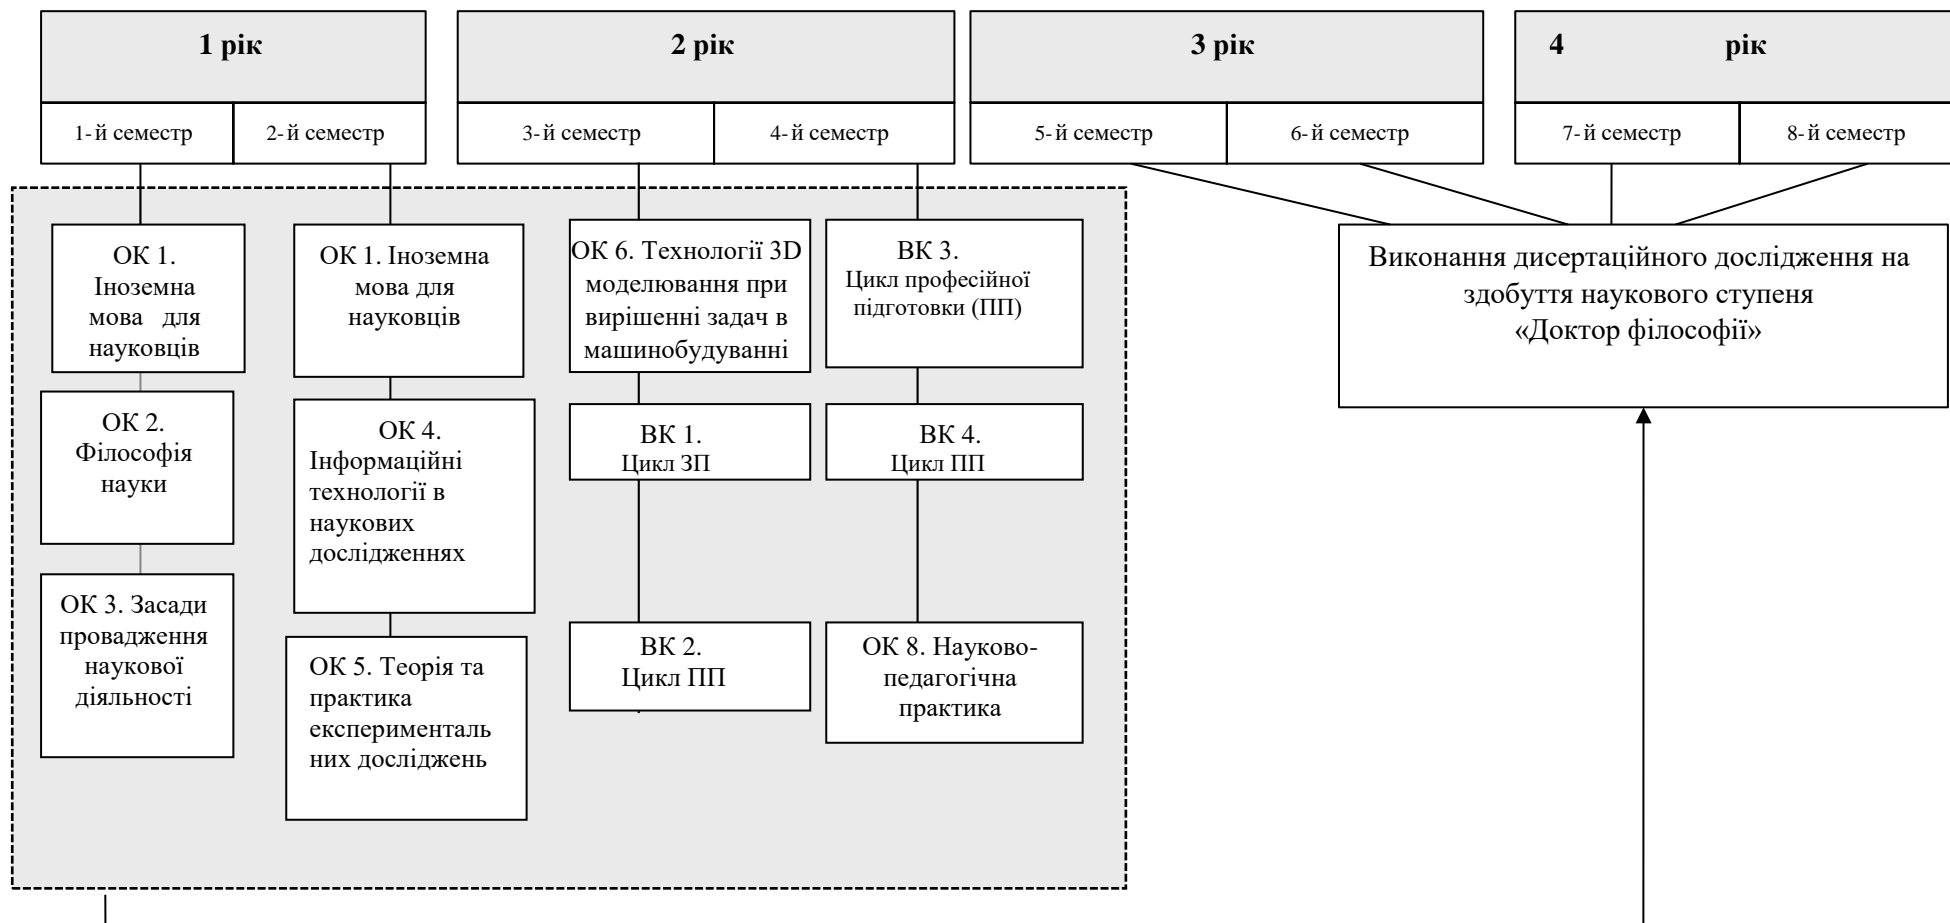 1 рік
2 рік
3 рік
4 рік
1- й семестр
2- й семестр
3- й семестр
4- й семестр
5- й семестр
6- й семестр
7- й семестр
8- й семестр
ОК 1.
Іноземна
мова для
науковців
ОК 2.
Філософія
науки
ОК 3. Засади
провадження
наукової
діяльності
ОК 1. Іноземна
мова для
науковців
ОК 4.
Інформаційні
технології в
наукових
дослідженнях
ОК 5. Теорія та
практика
експерименталь
них досліджень
ОК 6. Технології 3D
моделювання при
вирішенні задач в
машинобудуванні
ВК 1.
Цикл ЗП
ВК 2.
Цикл ПП
ВК 3.
Цикл професійної
підготовки (ПП)
ВК 4.
Цикл ПП
ОК 8. Науково-
педагогічна
практика
Виконання дисертаційного дослідження на
здобуття наукового ступеня
«Доктор філософії»